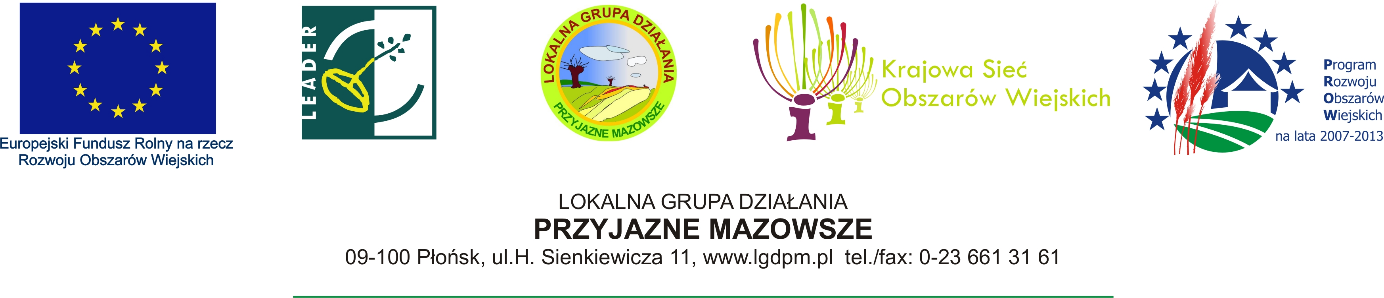 Europejski Fundusz Rolny na rzecz
Rozwoju Obszarów Wiejskich
LEADER
LOKALNA GRUPA DZIAŁANIA
PRZYJAZNE MAZOWSZE
Krajowa Sieć
Obszarów Wiejskich
Program
Rozwoju
Obszarów
Wiejskich
na lata 2007-2013
LOKALNA GRUPA DZIAŁANIA
PRZYJAZNE MAZOWSZE
09-100 Płońsk, ul.H. Sienkiewicza 11, www.lgdpm.pl tel./fax: 0-23 661 31 61